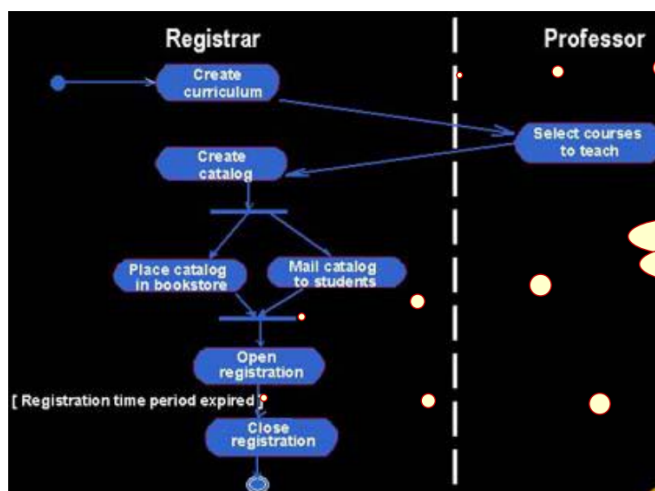 Registrar
Professor
Create
curriculum
Select courses
to teach
Create
catalog
Place catalog
in bookstore
Mail catalog
to students
Open
registration
[ Registration time period expired ]
Close
registration